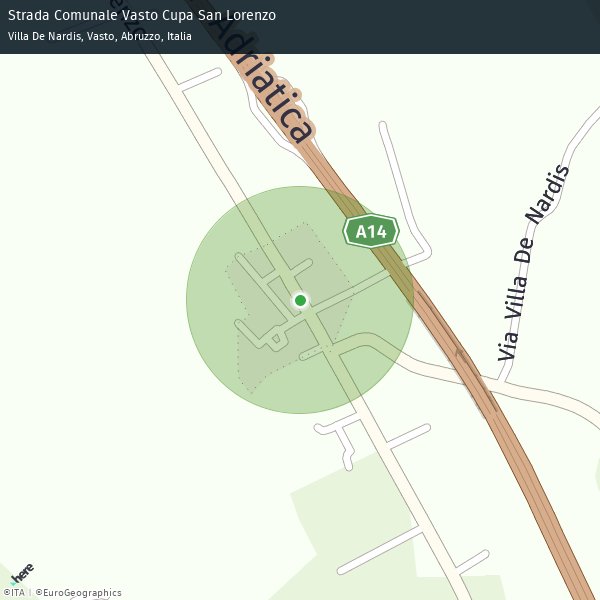 Strada Comunale Vasto Cupa San Lorenzo
Villa De Nardis, Vasto, Abruzzo, Italia
Adriatica
A14
Via Villa De Nardis
here
©ITA | ©EuroGeographics